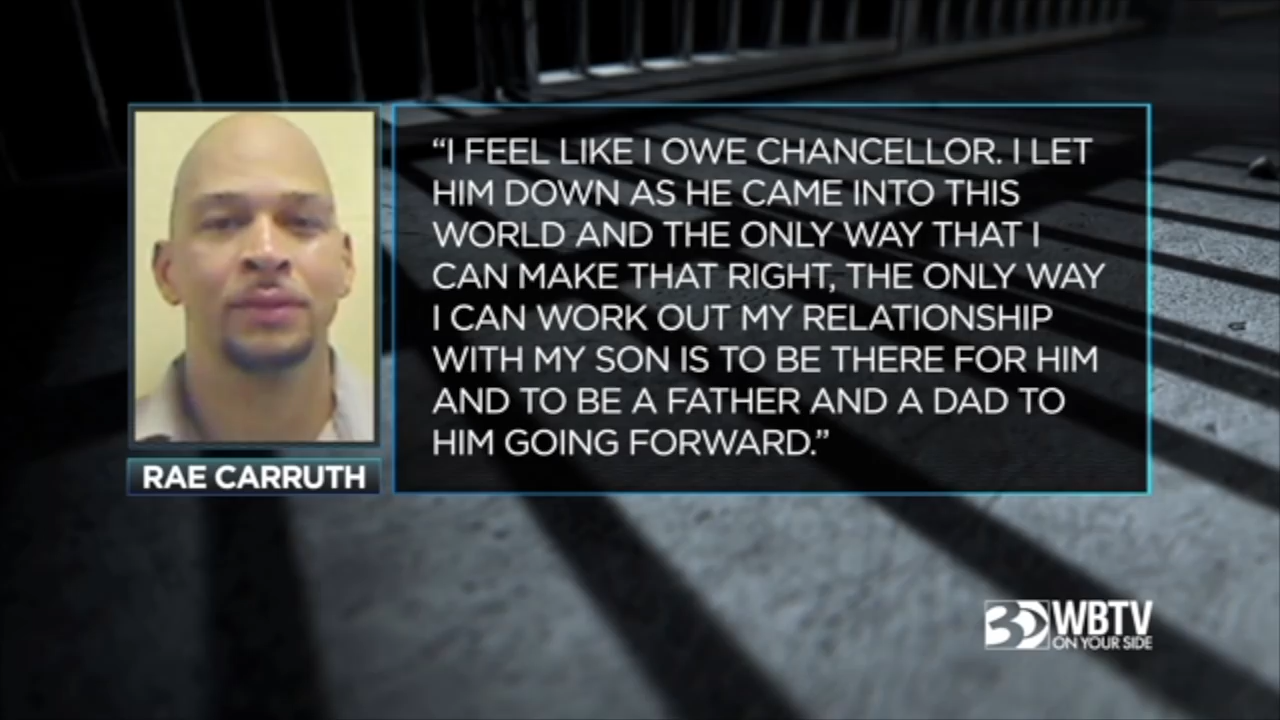 “I FEEL LIKE I OWE CHANCELLOR. I LET
HIM DOWN AS HE CAME INTO THIS
WORLD AND THE ONLY WAY THAT I
CAN MAKE THAT RIGHT, THE ONLY WAY
I CAN WORK OUT MY RELATIONSHIP
WITH MY SON IS TO BE THERE FOR HIM
AND TO BE A FATHER AND A DAD TO
HIM GOING FORWARD.”
RAE CARRUTH
3 WBTV
ON YOUR SIDE